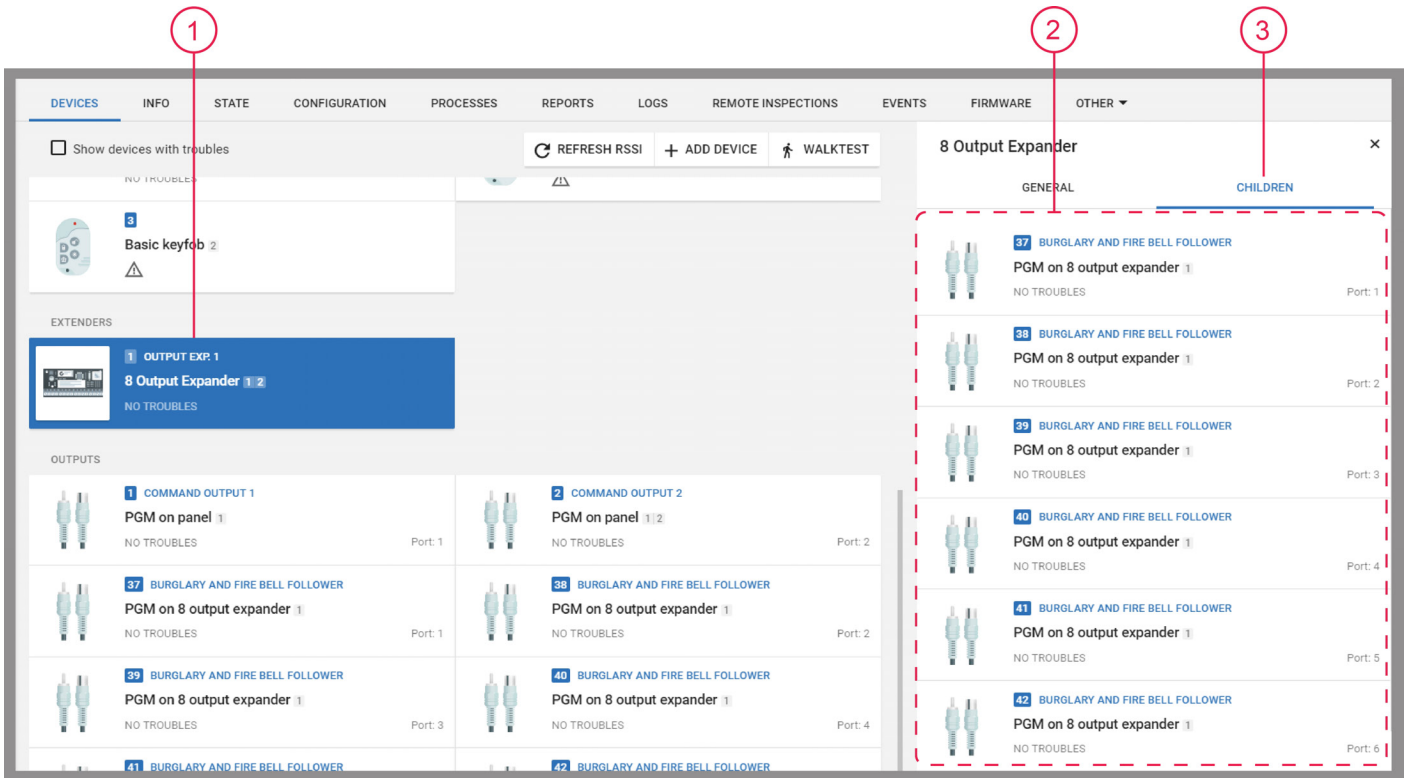 1
2
3
DEVICES INFO STATE CONFIGURATION PROCESSES REPORTS LOGS REMOTE INSPECTIONS EVENTS FIRMWARE OTHER
Show devices with troubles
REFRESH RSSI + ADD DEVICE WALKTEST
NO TROUBLES
3
Basic keyfob 2
EXTENDERS
1 OUTPUT EXP. 1
8 Output Expander 1 2
NO TROUBLES
OUTPUTS
1 COMMAND OUTPUT 1
PGM on panel 1
NO TROUBLES Port: 1
2 COMMAND OUTPUT 2
PGM on panel 1 2
NO TROUBLES Port: 2
37 BURGLARY AND FIRE BELL FOLLOWER
PGM on 8 output expander 1
NO TROUBLES Port: 1
38 BURGLARY AND FIRE BELL FOLLOWER
PGM on 8 output expander 1
NO TROUBLES Port: 2
39 BURGLARY AND FIRE BELL FOLLOWER
PGM on 8 output expander 1
NO TROUBLES Port: 3
40 BURGLARY AND FIRE BELL FOLLOWER
PGM on 8 output expander 1
NO TROUBLES Port: 4
41 BURGLARY AND FIRE BELL FOLLOWER
42 BURGLARY AND FIRE BELL FOLLOWER
8 Output Expander ×
GENERAL CHILDREN
37 BURGLARY AND FIRE BELL FOLLOWER
PGM on 8 output expander 1
NO TROUBLES Port: 1
38 BURGLARY AND FIRE BELL FOLLOWER
PGM on 8 output expander 1
NO TROUBLES Port: 2
39 BURGLARY AND FIRE BELL FOLLOWER
PGM on 8 output expander 1
NO TROUBLES Port: 3
40 BURGLARY AND FIRE BELL FOLLOWER
PGM on 8 output expander 1
NO TROUBLES Port: 4
41 BURGLARY AND FIRE BELL FOLLOWER
PGM on 8 output expander 1
NO TROUBLES Port: 5
42 BURGLARY AND FIRE BELL FOLLOWER
PGM on 8 output expander 1
NO TROUBLES Port: 6